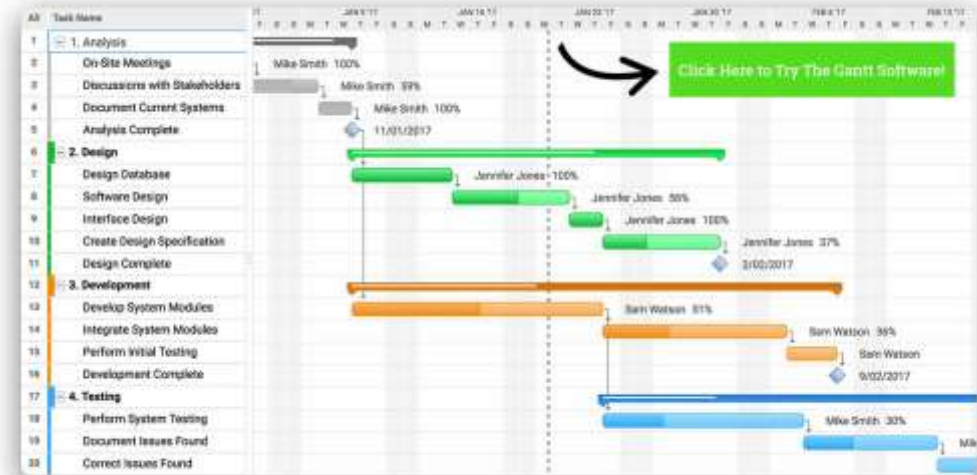 All Task Name
JAN 16 '17
1 1. Analysis
2 On-Site Meetings Mike Smith 100%
3 Discussions with Stakeholders Mike Smith 59%
4 Document Current Systems Mike Smith 100%
5 Analysis Complete 11/01/2017
6 2. Design
7 Design Database Jennifer Jones 100%
8 Software Design Jennifer Jones 56%
9 Interface Design Jennifer Jones 100%
10 Create Design Specification Jennifer Jones 37%
11 Design Complete 2/02/2017
12 3. Development
13 Develop System Modules Sam Watson 51%
14 Integrate System Modules Sam Watson 36%
15 Perform Initial Testing Sam Watson
16 Development Complete 9/02/2017
17 4. Testing
18 Perform System Testing Mike Smith 30%
19 Document Issues Found
20 Correct Issues Found
Click Here to Try The Gantt Software!